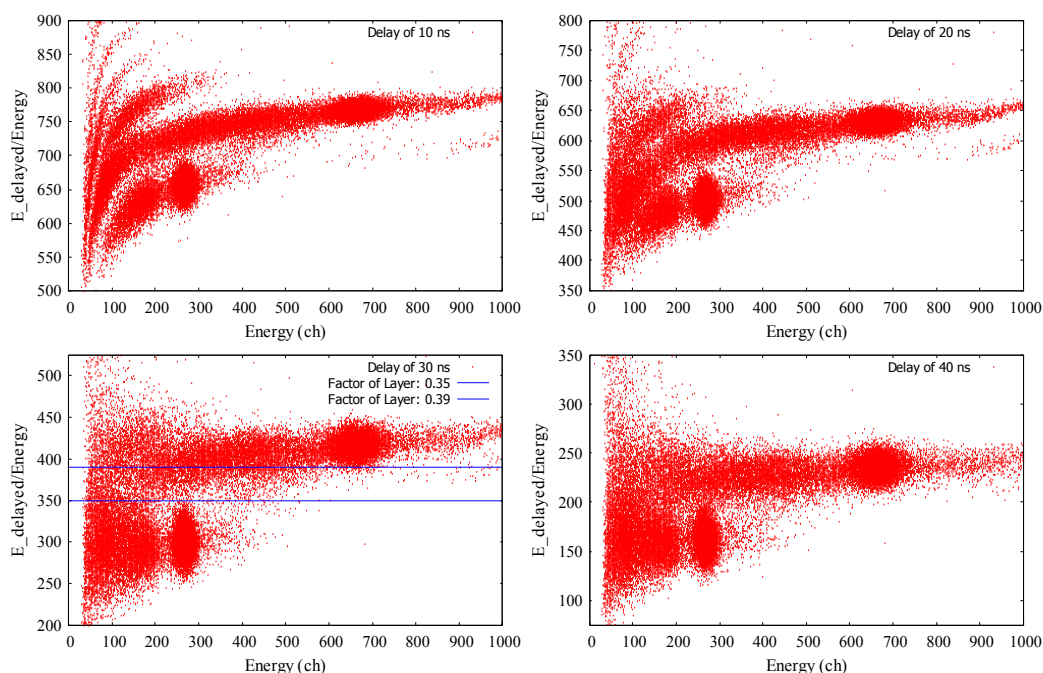 Delay of 10 ns
E_delayed/Energy
900
850
800
750
700
650
600
550
500
0 100 200 300 400 500 600 700 800 900 1000
Energy (ch)
Delay of 20 ns
E_delayed/Energy
800
750
700
650
600
550
500
450
400
350
0 100 200 300 400 500 600 700 800 900 1000
Energy (ch)
Delay of 30 ns
Factor of Layer: 0.35
Factor of Layer: 0.39
E_delayed/Energy
500
450
400
350
300
250
200
0 100 200 300 400 500 600 700 800 900 1000
Energy (ch)
Delay of 40 ns
E_delayed/Energy
350
300
250
200
150
100
0 100 200 300 400 500 600 700 800 900 1000
Energy (ch)